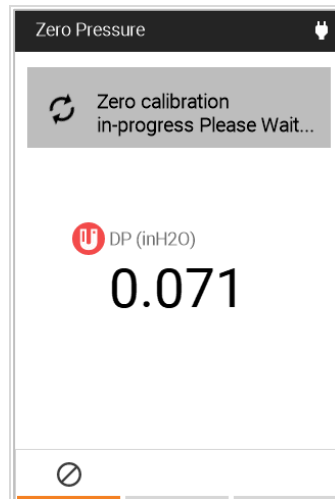 Zero Pressure
Zero calibration
in-progress Please Wait...
DP (inH2O)
0.071